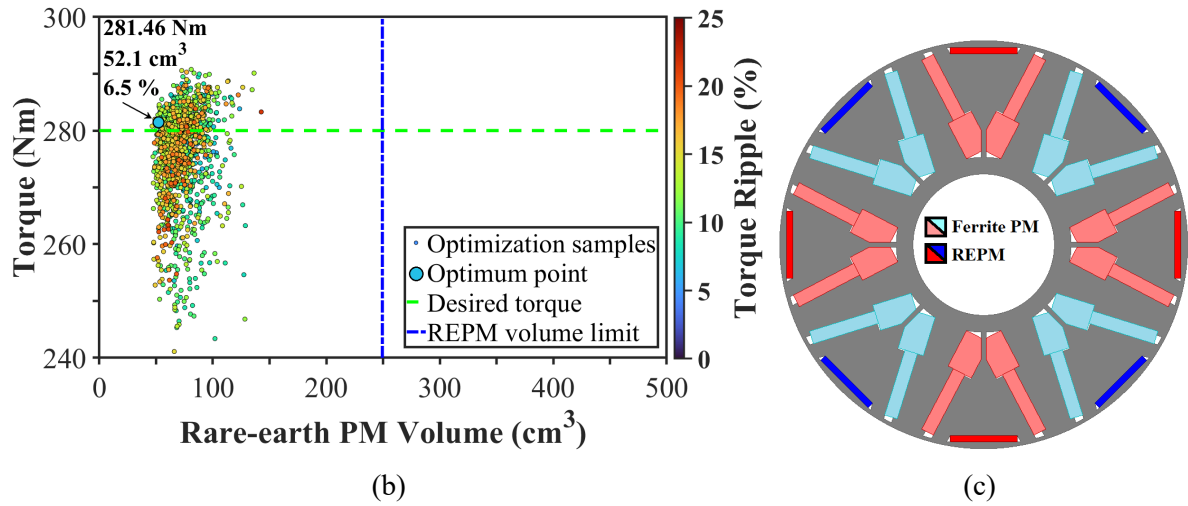 300
280
260
240
Torque (Nm)
281.46 Nm
52.1 cm³
6.5 %
Optimization samples
Optimum point
Desired torque
REPM volume limit
0
100
200
300
400
500
Rare-earth PM Volume (cm³)
25
20
15
10
5
0
Torque Ripple (%)
(b)
Ferrite PM
REPM
(c)